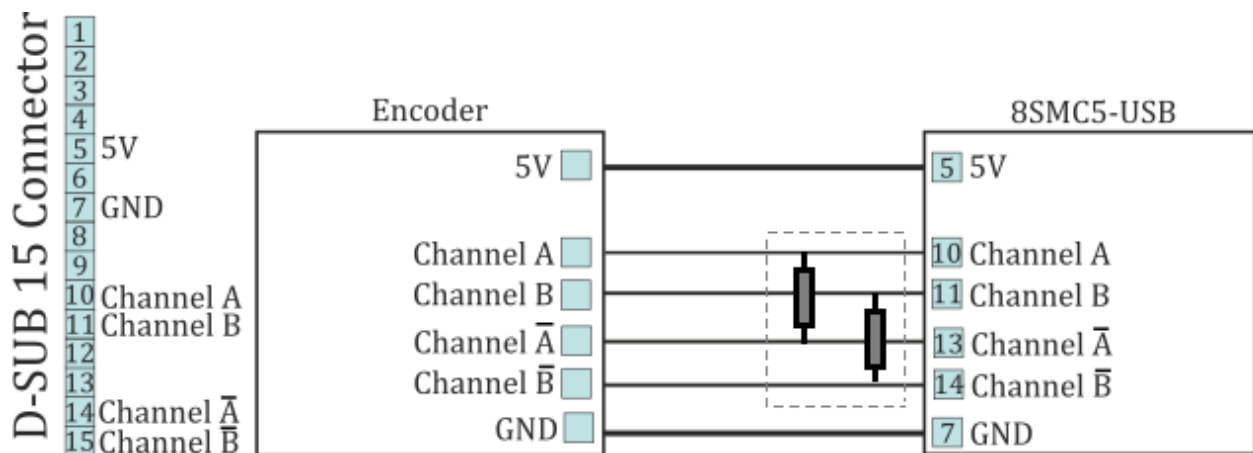 D-SUB 15 Connector
1
2
3
4
5 5V
6
7 GND
8
9
10 Channel A
11 Channel B
12
13
14 Channel A̅
15 Channel B̅
Encoder
5V
Channel A
Channel B
Channel A̅
Channel B̅
GND
8SMC5-USB
5 5V
10 Channel A
11 Channel B
13 Channel A̅
14 Channel B̅
7 GND